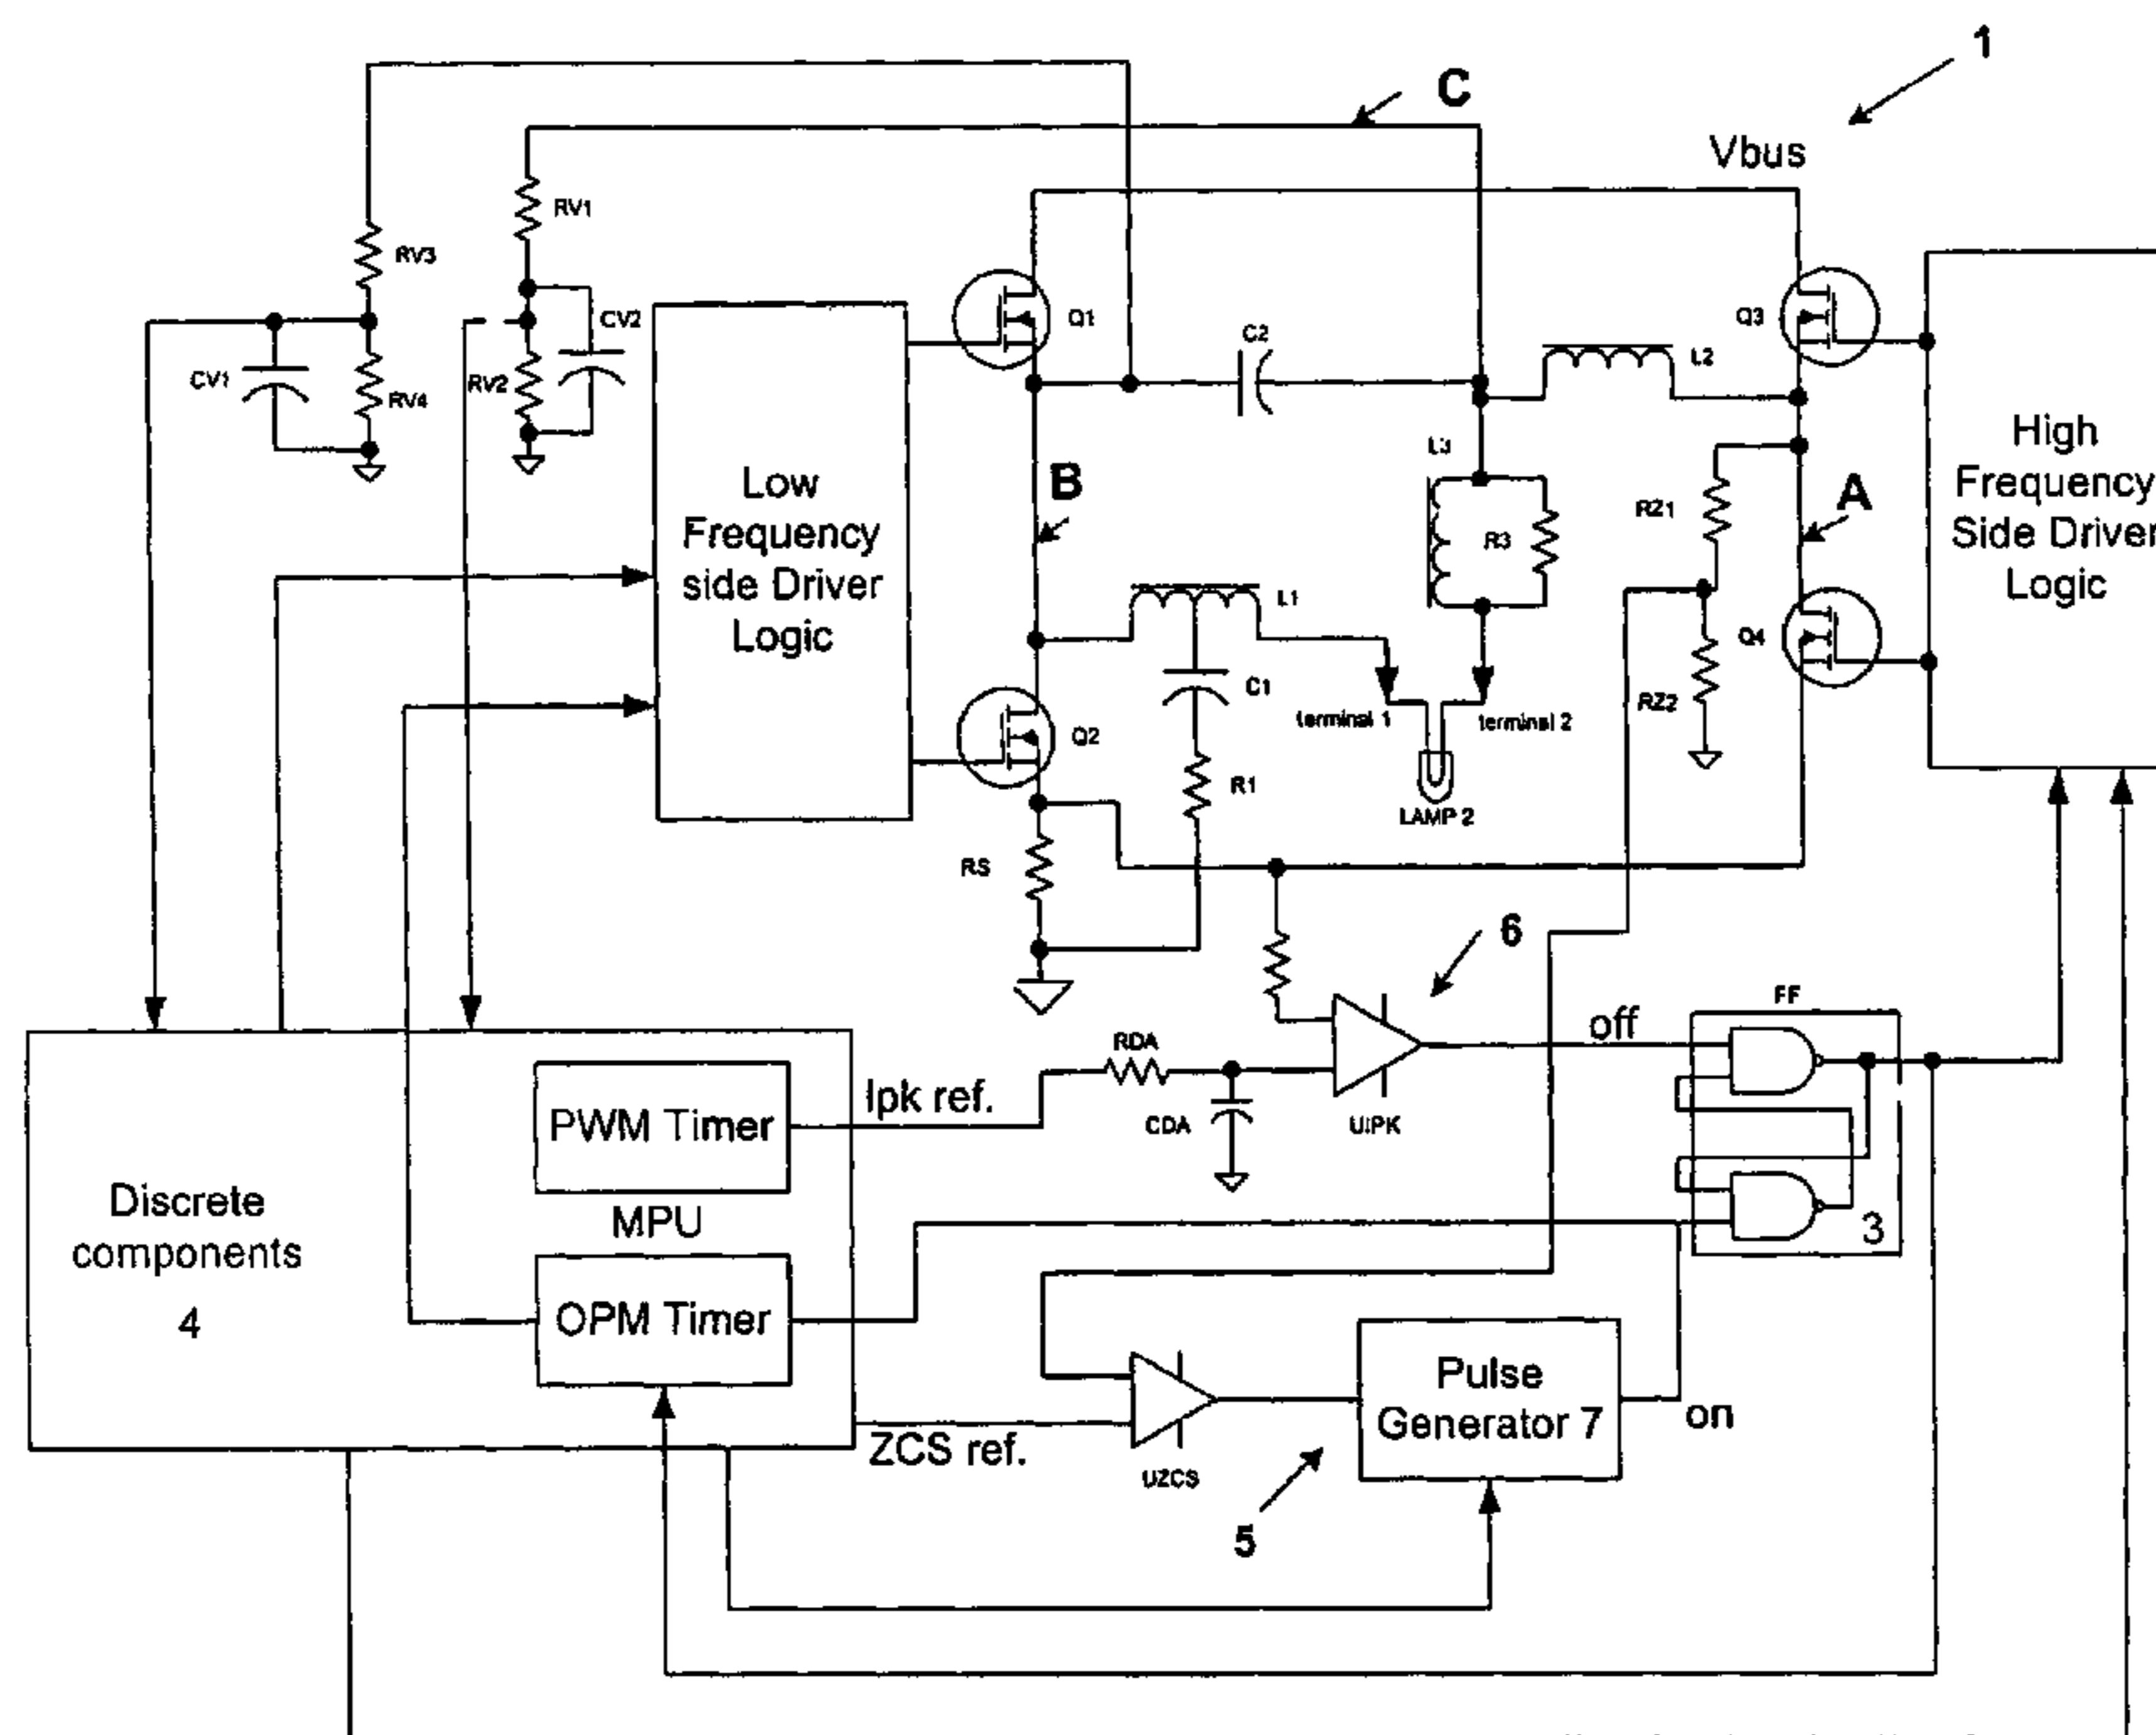 1
C
Vbus
RV1
RV3
Q1
Q3
CV2
C2
L2
CV1
RV2
RV4
High
Frequency
Side Driver
Logic
L3
Low
Frequency
side Driver
Logic
B
A
RZ1
R3
L1
Q4
C1
RZ2
terminal 1
terminal 2
Q2
R1
LAMP 2
RS
6
FF
off
RDA
Ipk ref.
PWM Timer
CDA
UIPK
Discrete
components
4
MPU
3
OPM Timer
Pulse
Generator 7
on
ZCS ref.
UZCS
5